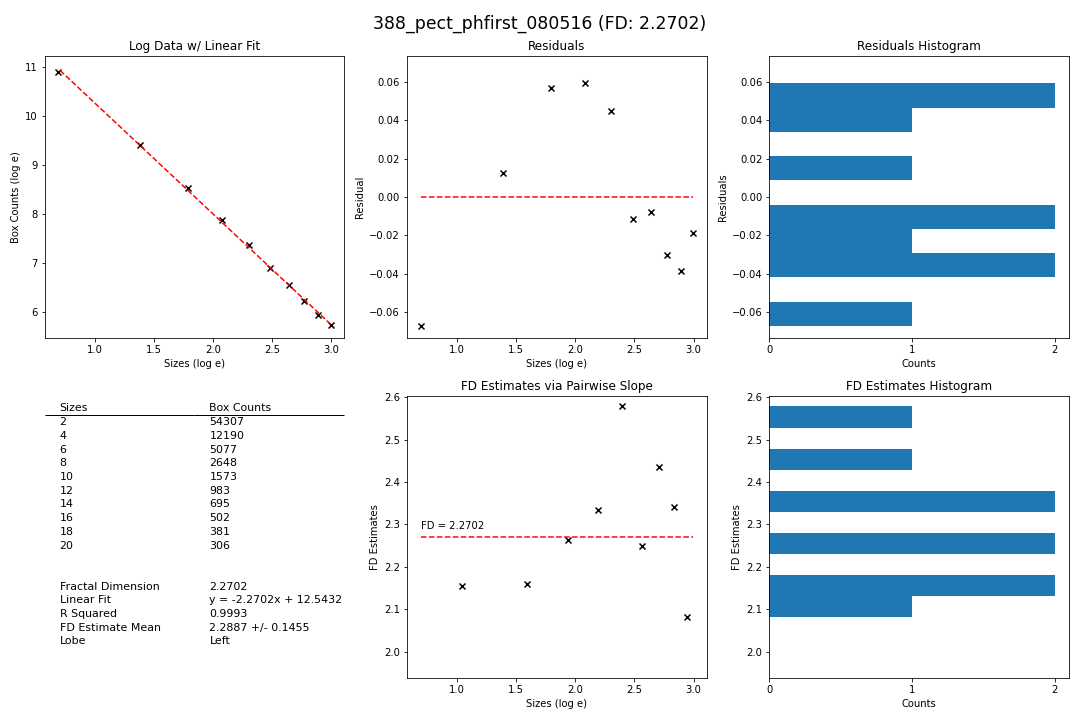 388_pect_phfirst_080516 (FD: 2.2702)
Log Data w/ Linear Fit
Box Counts (log e)
11
10
9
8
7
6
1.0 1.5 2.0 2.5 3.0
Sizes (log e)
Residuals
Residual
0.06
0.04
0.02
0.00
−0.02
−0.04
−0.06
1.0 1.5 2.0 2.5 3.0
Sizes (log e)
Residuals Histogram
Residuals
0.06
0.04
0.02
0.00
−0.02
−0.04
−0.06
0 1 2
Counts
Sizes Box Counts
2 54307
4 12190
6 5077
8 2648
10 1573
12 983
14 695
16 502
18 381
20 306
Fractal Dimension 2.2702
Linear Fit y = -2.2702x + 12.5432
R Squared 0.9993
FD Estimate Mean 2.2887 +/- 0.1455
Lobe Left
FD Estimates via Pairwise Slope
FD Estimates
2.6
2.5
2.4
2.3
2.2
2.1
2.0
FD = 2.2702
1.0 1.5 2.0 2.5 3.0
Sizes (log e)
FD Estimates Histogram
FD Estimates
2.6
2.5
2.4
2.3
2.2
2.1
2.0
0 1 2
Counts